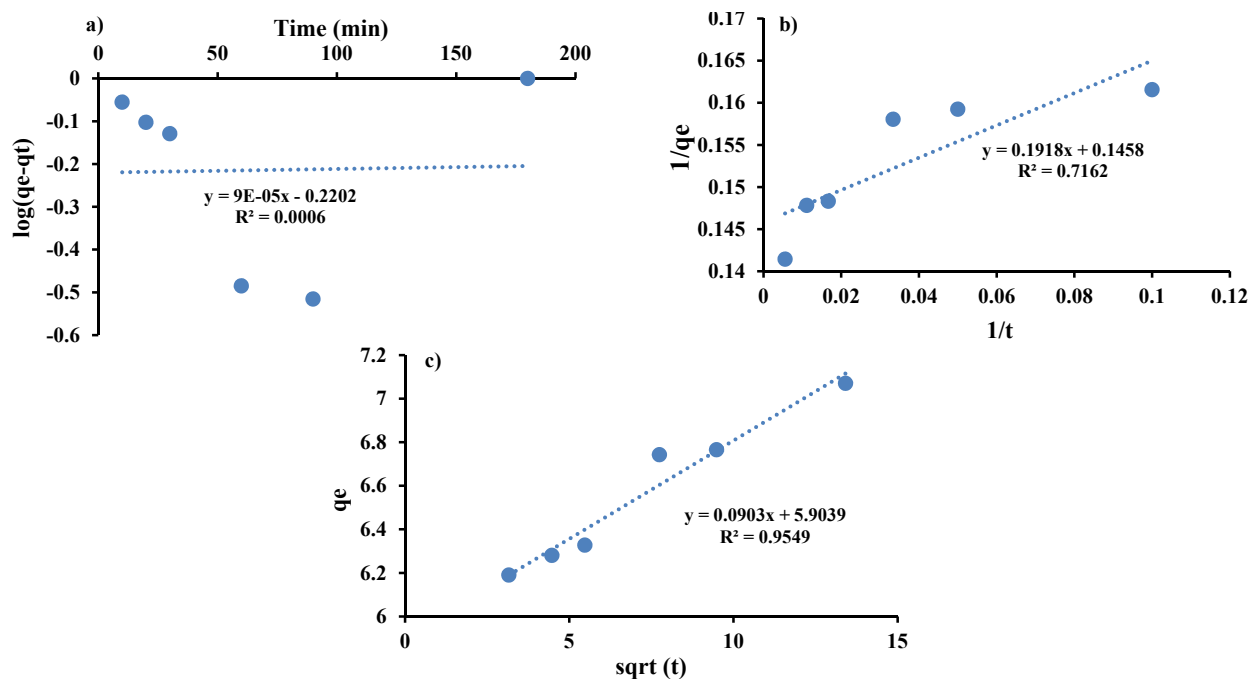 a)
Time (min)
0 50 100 150 200
0
-0.1
-0.2
-0.3
-0.4
-0.5
-0.6
log(qe-qt)
y = 9E-05x - 0.2202
R² = 0.0006
b)
0.17
0.165
0.16
0.155
0.15
0.145
0.14
1/qe
y = 0.1918x + 0.1458
R² = 0.7162
0 0.02 0.04 0.06 0.08 0.1 0.12
1/t
c)
7.2
7
6.8
6.6
6.4
6.2
6
qe
y = 0.0903x + 5.9039
R² = 0.9549
0 5 10 15
sqrt (t)